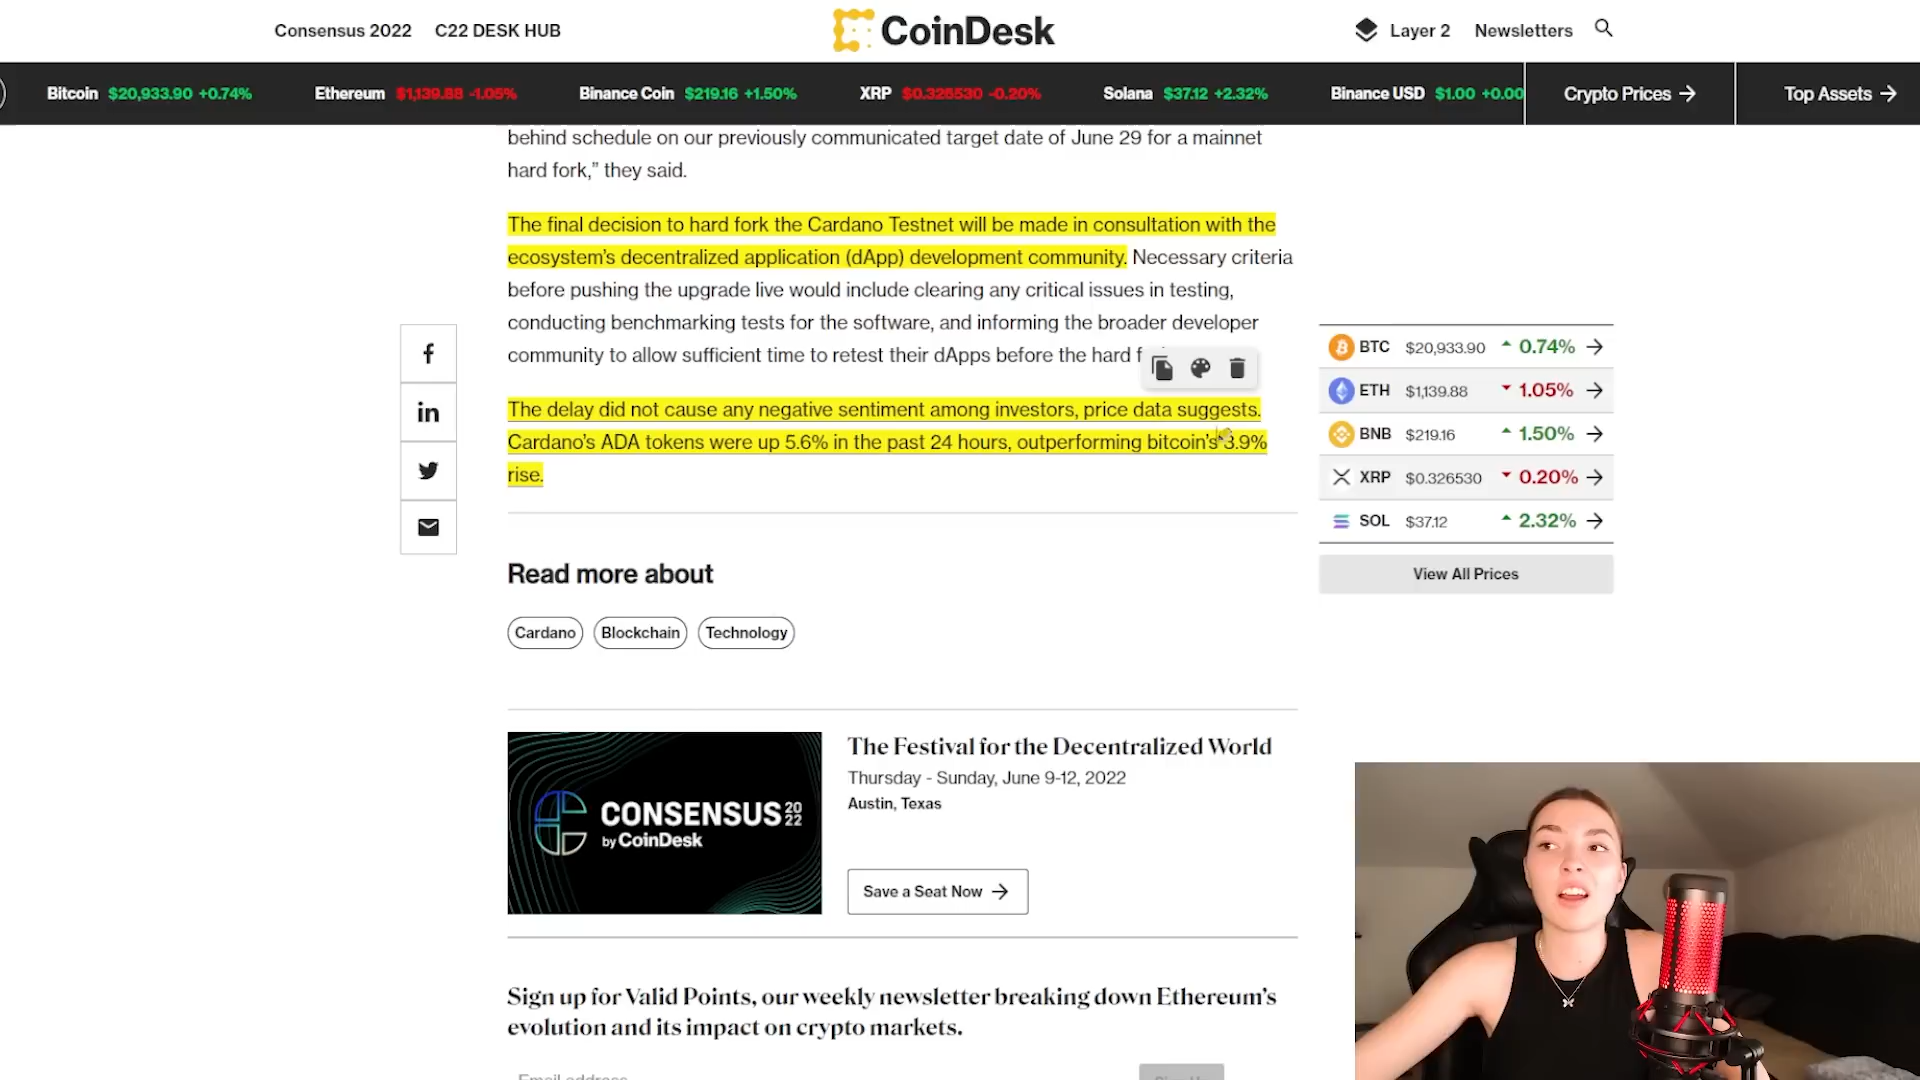 Consensus 2022 C22 DESK HUB CoinDesk Layer 2 Newsletters
Bitcoin $20,933.90 +0.74% Ethereum $1,139.88 -1.05% Binance Coin $219.16 +1.50% XRP $0.326530 -0.20% Solana $37.12 +2.32% Binance USD $1.00 +0.00 Crypto Prices Top Assets
behind schedule on our previously communicated target date of June 29 for a mainnet
hard fork,” they said.
The final decision to hard fork the Cardano Testnet will be made in consultation with the
ecosystem’s decentralized application (dApp) development community. Necessary criteria
before pushing the upgrade live would include clearing any critical issues in testing,
conducting benchmarking tests for the software, and informing the broader developer
community to allow sufficient time to retest their dApps before the hard
The delay did not cause any negative sentiment among investors, price data suggests.
Cardano’s ADA tokens were up 5.6% in the past 24 hours, outperforming bitcoin’s 3.9%
rise.
BTC $20,933.90 0.74%
ETH $1,139.88 1.05%
BNB $219.16 1.50%
XRP $0.326530 0.20%
SOL $37.12 2.32%
View All Prices
Read more about
Cardano Blockchain Technology
CONSENSUS 2022
by CoinDesk
The Festival for the Decentralized World
Thursday - Sunday, June 9-12, 2022
Austin, Texas
Save a Seat Now
Sign up for Valid Points, our weekly newsletter breaking down Ethereum’s
evolution and its impact on crypto markets.